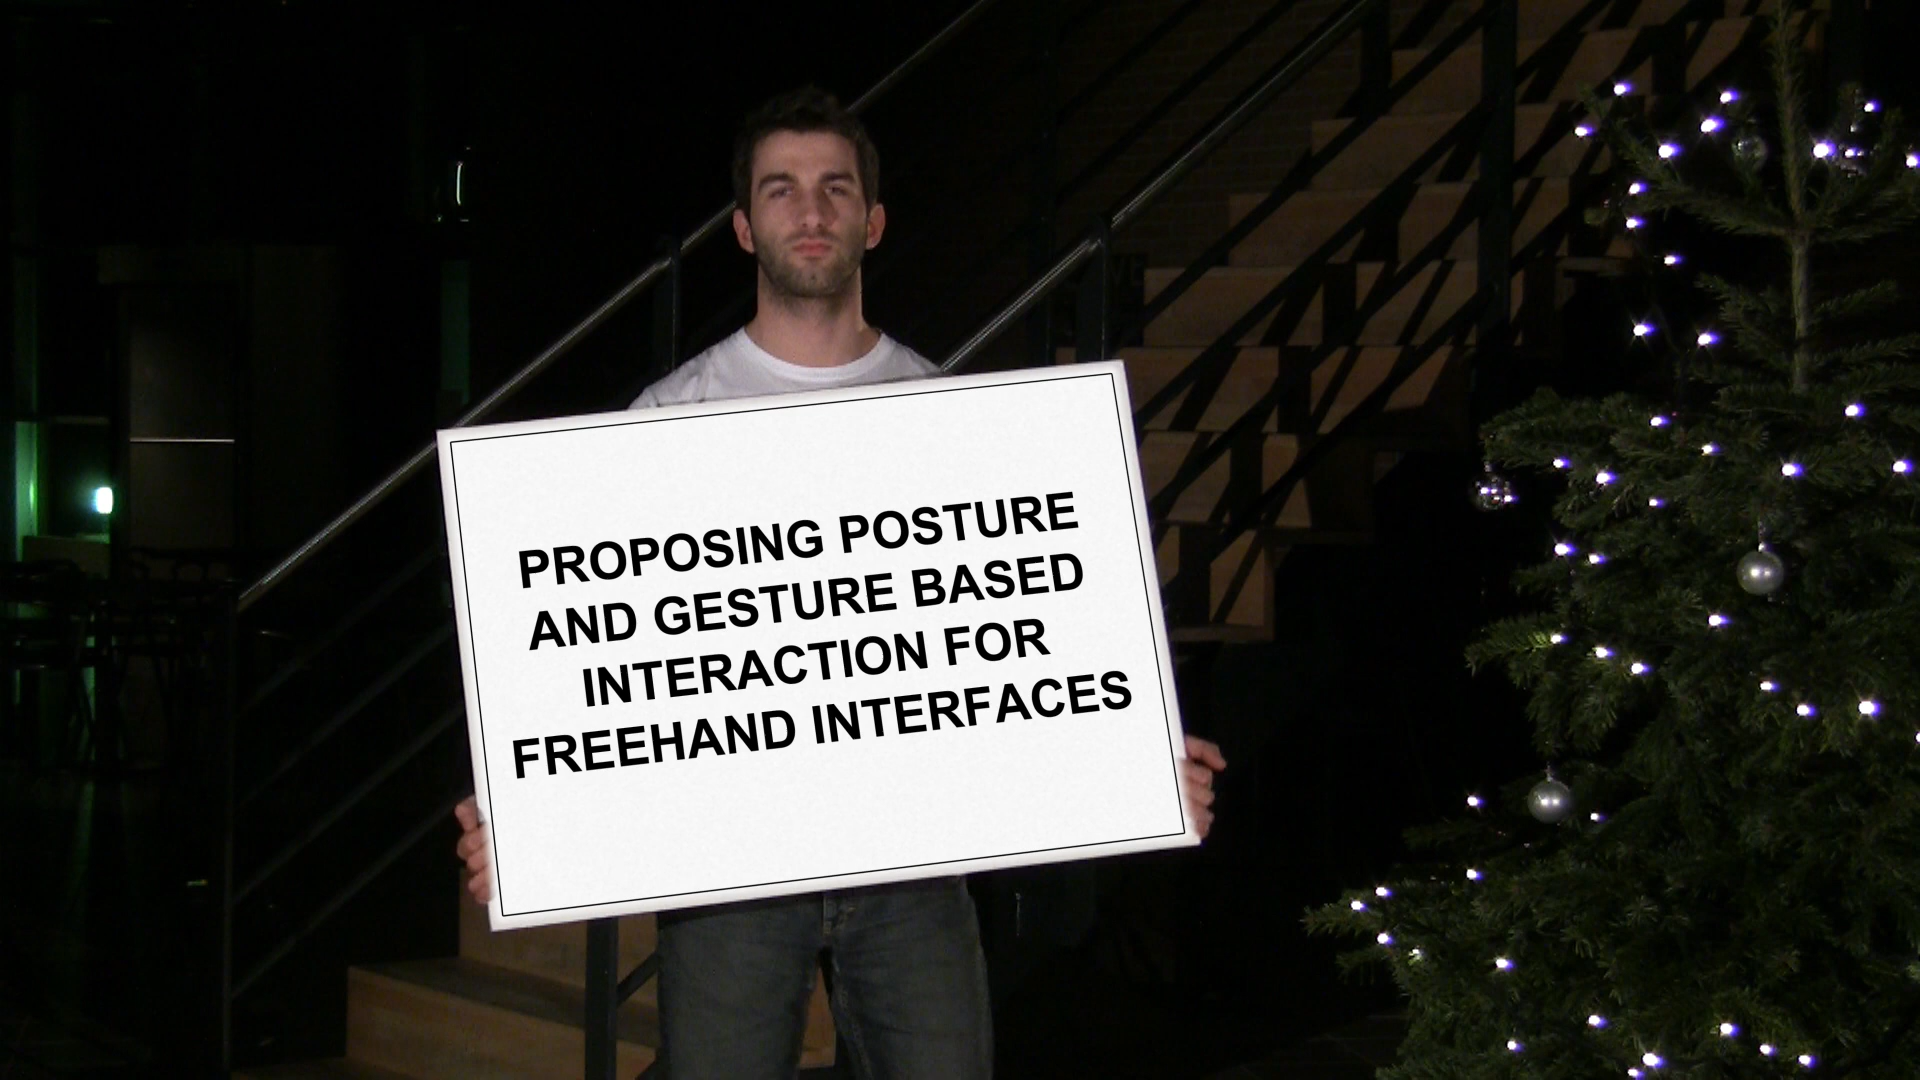 PROPOSING POSTURE
AND GESTURE BASED
INTERACTION FOR
FREEHAND INTERFACES